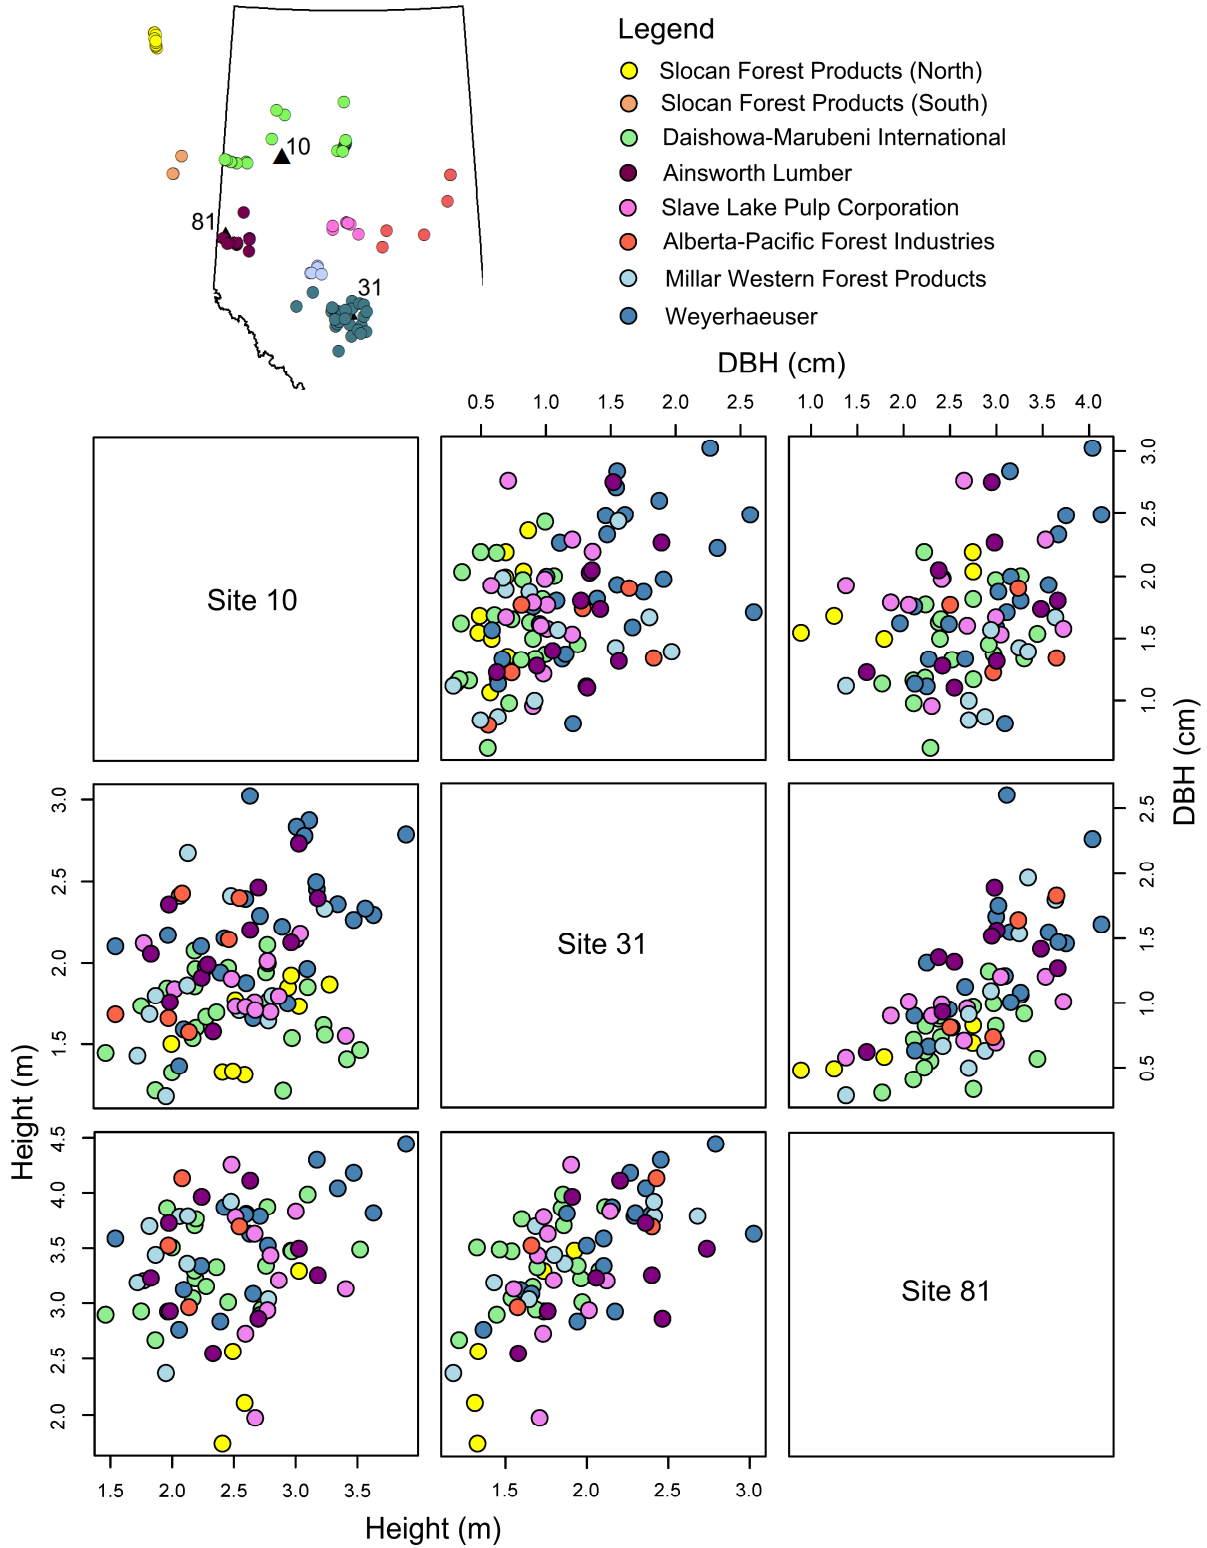 Legend
Slocan Forest Products (North)
Slocan Forest Products (South)
Daishowa-Marubeni International
Ainsworth Lumber
Slave Lake Pulp Corporation
Alberta-Pacific Forest Industries
Millar Western Forest Products
Weyerhaeuser
10
81
31
DBH (cm)
0.5 1.0 1.5 2.0 2.5
1.0 1.5 2.0 2.5 3.0 3.5 4.0
Site 10
1.0 1.5 2.0 2.5 3.0
DBH (cm)
1.5 2.0 2.5 3.0
Site 31
0.5 1.0 1.5 2.0 2.5
Height (m)
2.0 2.5 3.0 3.5 4.0 4.5
Site 81
1.5 2.0 2.5 3.0 3.5
1.5 2.0 2.5 3.0
Height (m)